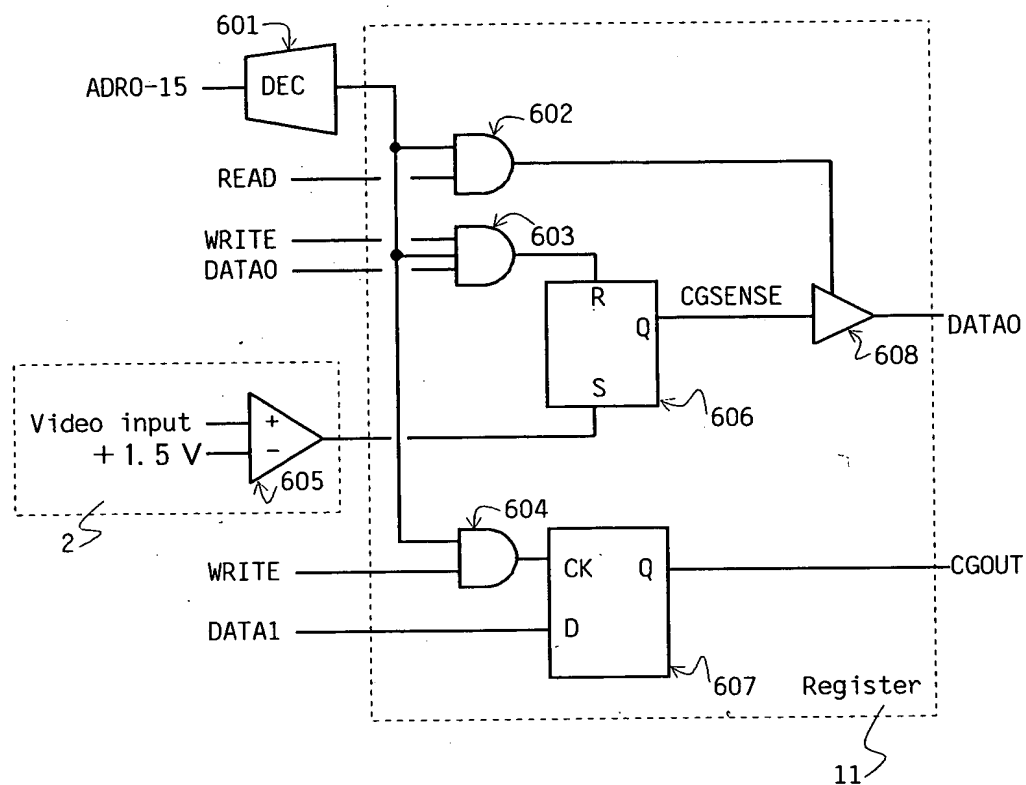 601
ADRO-15
DEC
602
READ
WRITE
603
DATA0
R
CGSENSE
Q
DATA0
608
S
606
Video input
+
+1.5 V
-
605
604
2
CK
Q
CGOUT
WRITE
DATA1
D
607
Register
11